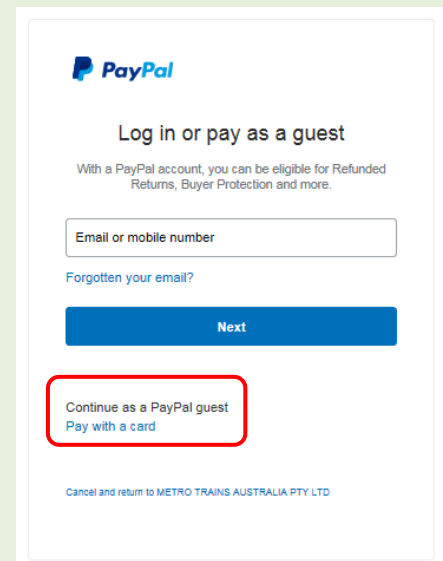 PayPal
Log in or pay as a guest
With a PayPal account, you can be eligible for Refunded
Returns, Buyer Protection and more.
Email or mobile number
Forgotten your email?
Next
Continue as a PayPal guest
Pay with a card
Cancel and return to METRO TRAINS AUSTRALIA PTY LTD